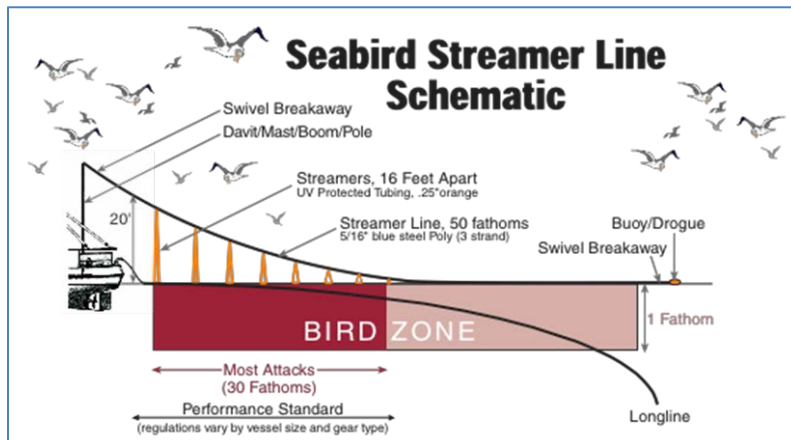 Seabird Streamer Line
Schematic
Swivel Breakaway
Davit/Mast/Boom/Pole
Streamers, 16 Feet Apart
UV Protected Tubing, .25"orange
20'
Streamer Line, 50 fathoms
5/16" blue steel Poly (3 strand)
Buoy/Drogue
Swivel Breakaway
BIRD ZONE
1 Fathom
Most Attacks
(30 Fathoms)
Performance Standard
(regulations vary by vessel size and gear type)
Longline